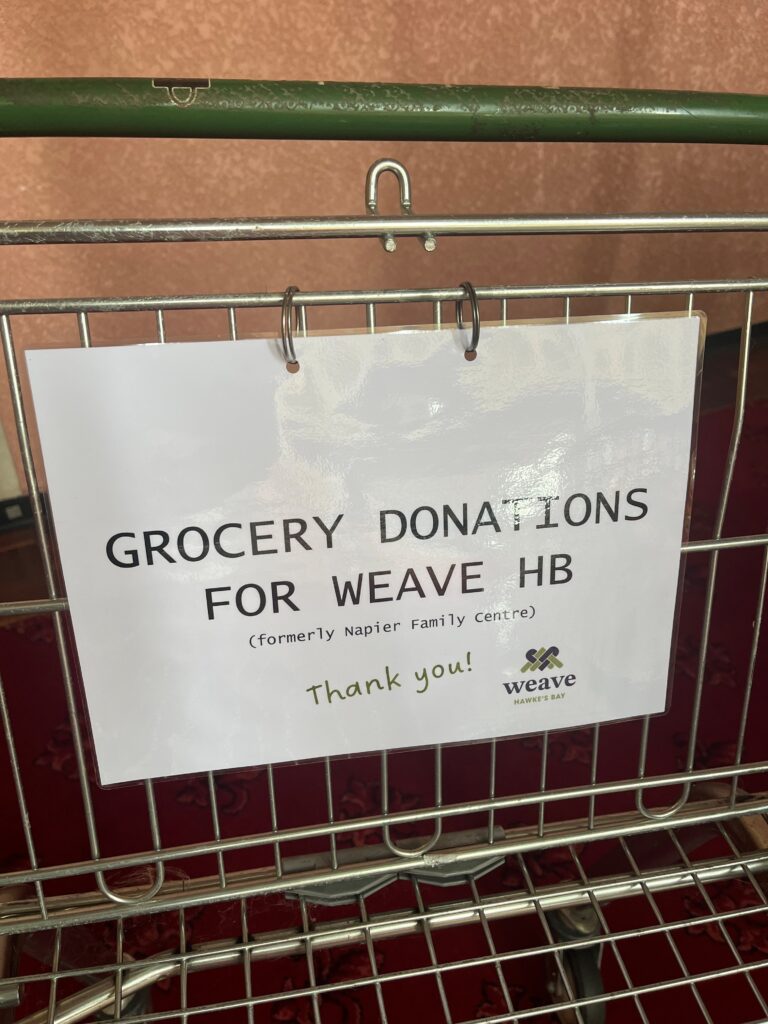 GROCERY DONATIONS
FOR WEAVE HB
(formerly Napier Family Centre)
Thank you!
weave
HAWKE'S BAY